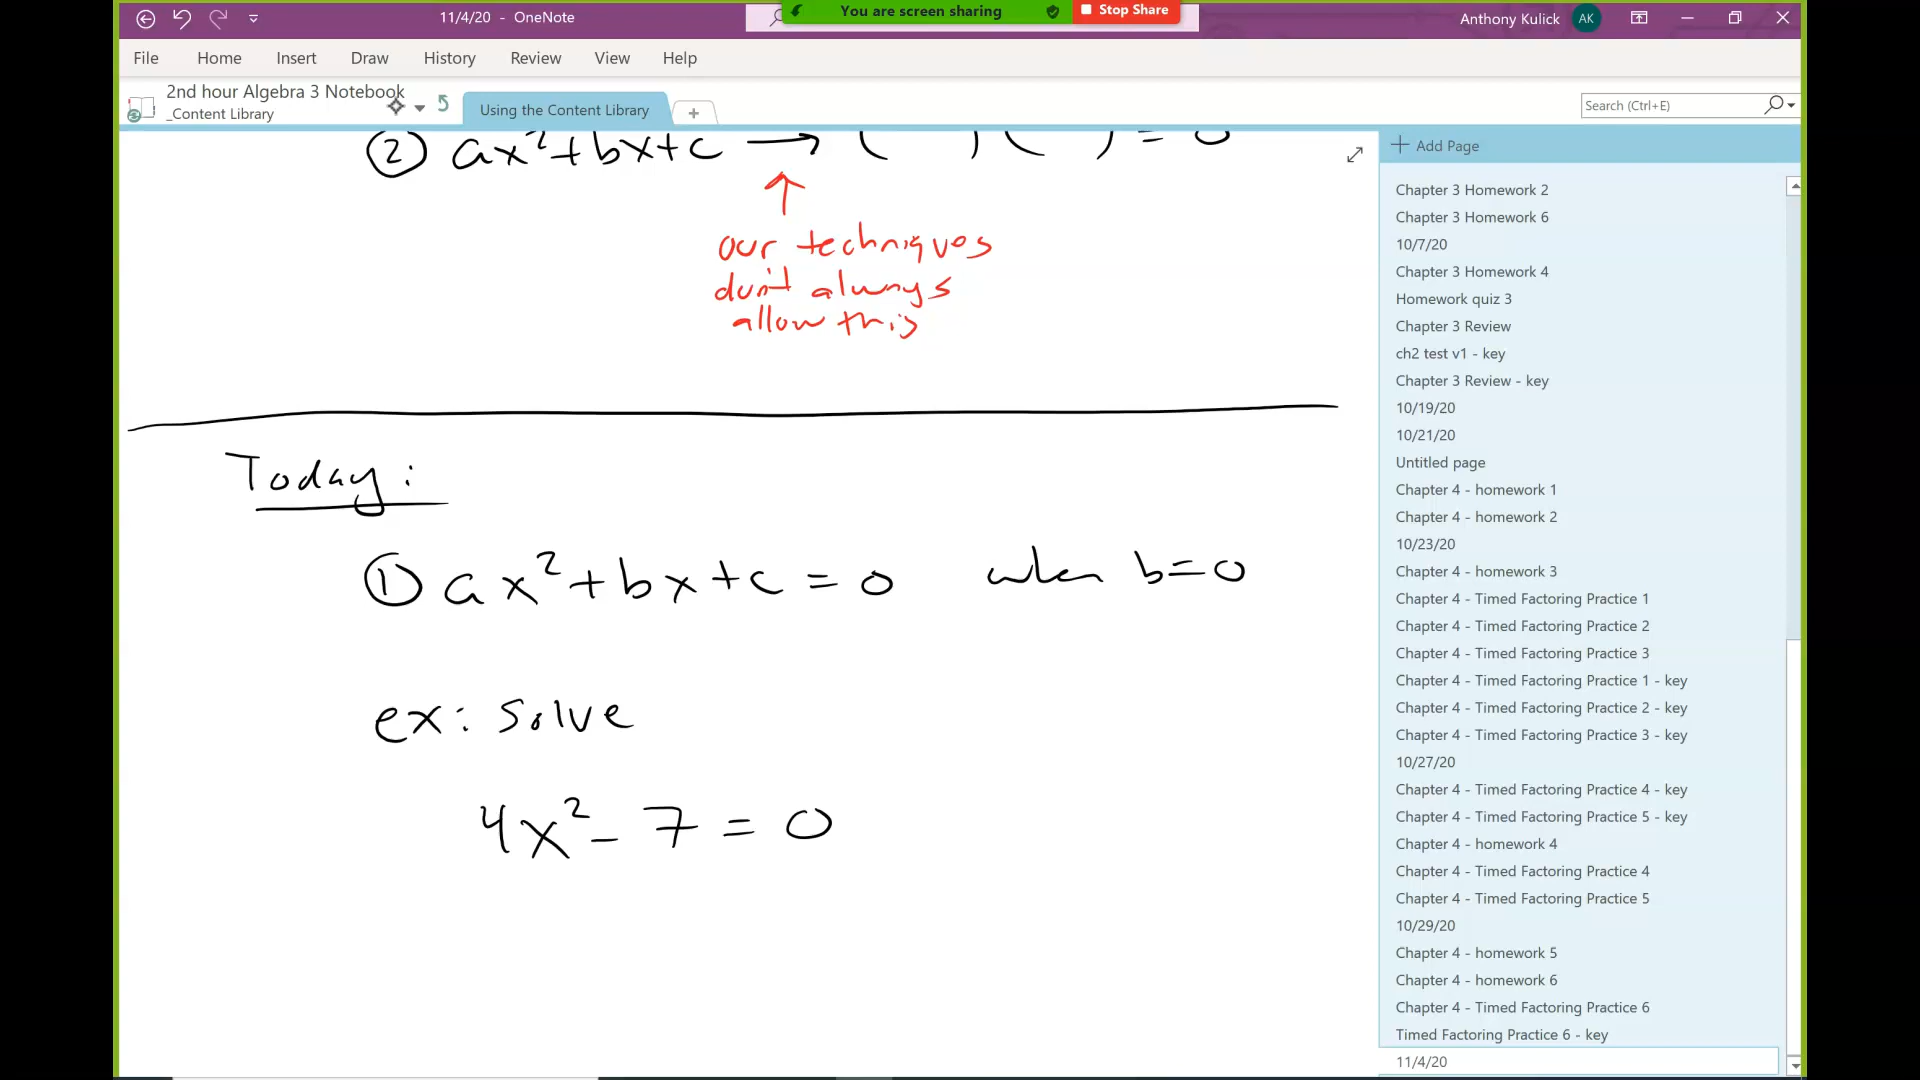 11/4/20 - OneNote
You are screen sharing
Stop Share
Anthony Kulick
AK
File Home Insert Draw History Review View Help
2nd hour Algebra 3 Notebook
_Content Library
Using the Content Library
Search (Ctrl+E)
② ax²+bx+c → ( ) ( ) = 0
our techniques
don't always
allow this
Today:
① ax²+bx+c = 0 when b=0
ex: Solve
4x² - 7 = 0
Add Page
Chapter 3 Homework 2
Chapter 3 Homework 6
10/7/20
Chapter 3 Homework 4
Homework quiz 3
Chapter 3 Review
ch2 test v1 - key
Chapter 3 Review - key
10/19/20
10/21/20
Untitled page
Chapter 4 - homework 1
Chapter 4 - homework 2
10/23/20
Chapter 4 - homework 3
Chapter 4 - Timed Factoring Practice 1
Chapter 4 - Timed Factoring Practice 2
Chapter 4 - Timed Factoring Practice 3
Chapter 4 - Timed Factoring Practice 1 - key
Chapter 4 - Timed Factoring Practice 2 - key
Chapter 4 - Timed Factoring Practice 3 - key
10/27/20
Chapter 4 - Timed Factoring Practice 4 - key
Chapter 4 - Timed Factoring Practice 5 - key
Chapter 4 - homework 4
Chapter 4 - Timed Factoring Practice 4
Chapter 4 - Timed Factoring Practice 5
10/29/20
Chapter 4 - homework 5
Chapter 4 - homework 6
Chapter 4 - Timed Factoring Practice 6
Timed Factoring Practice 6 - key
11/4/20